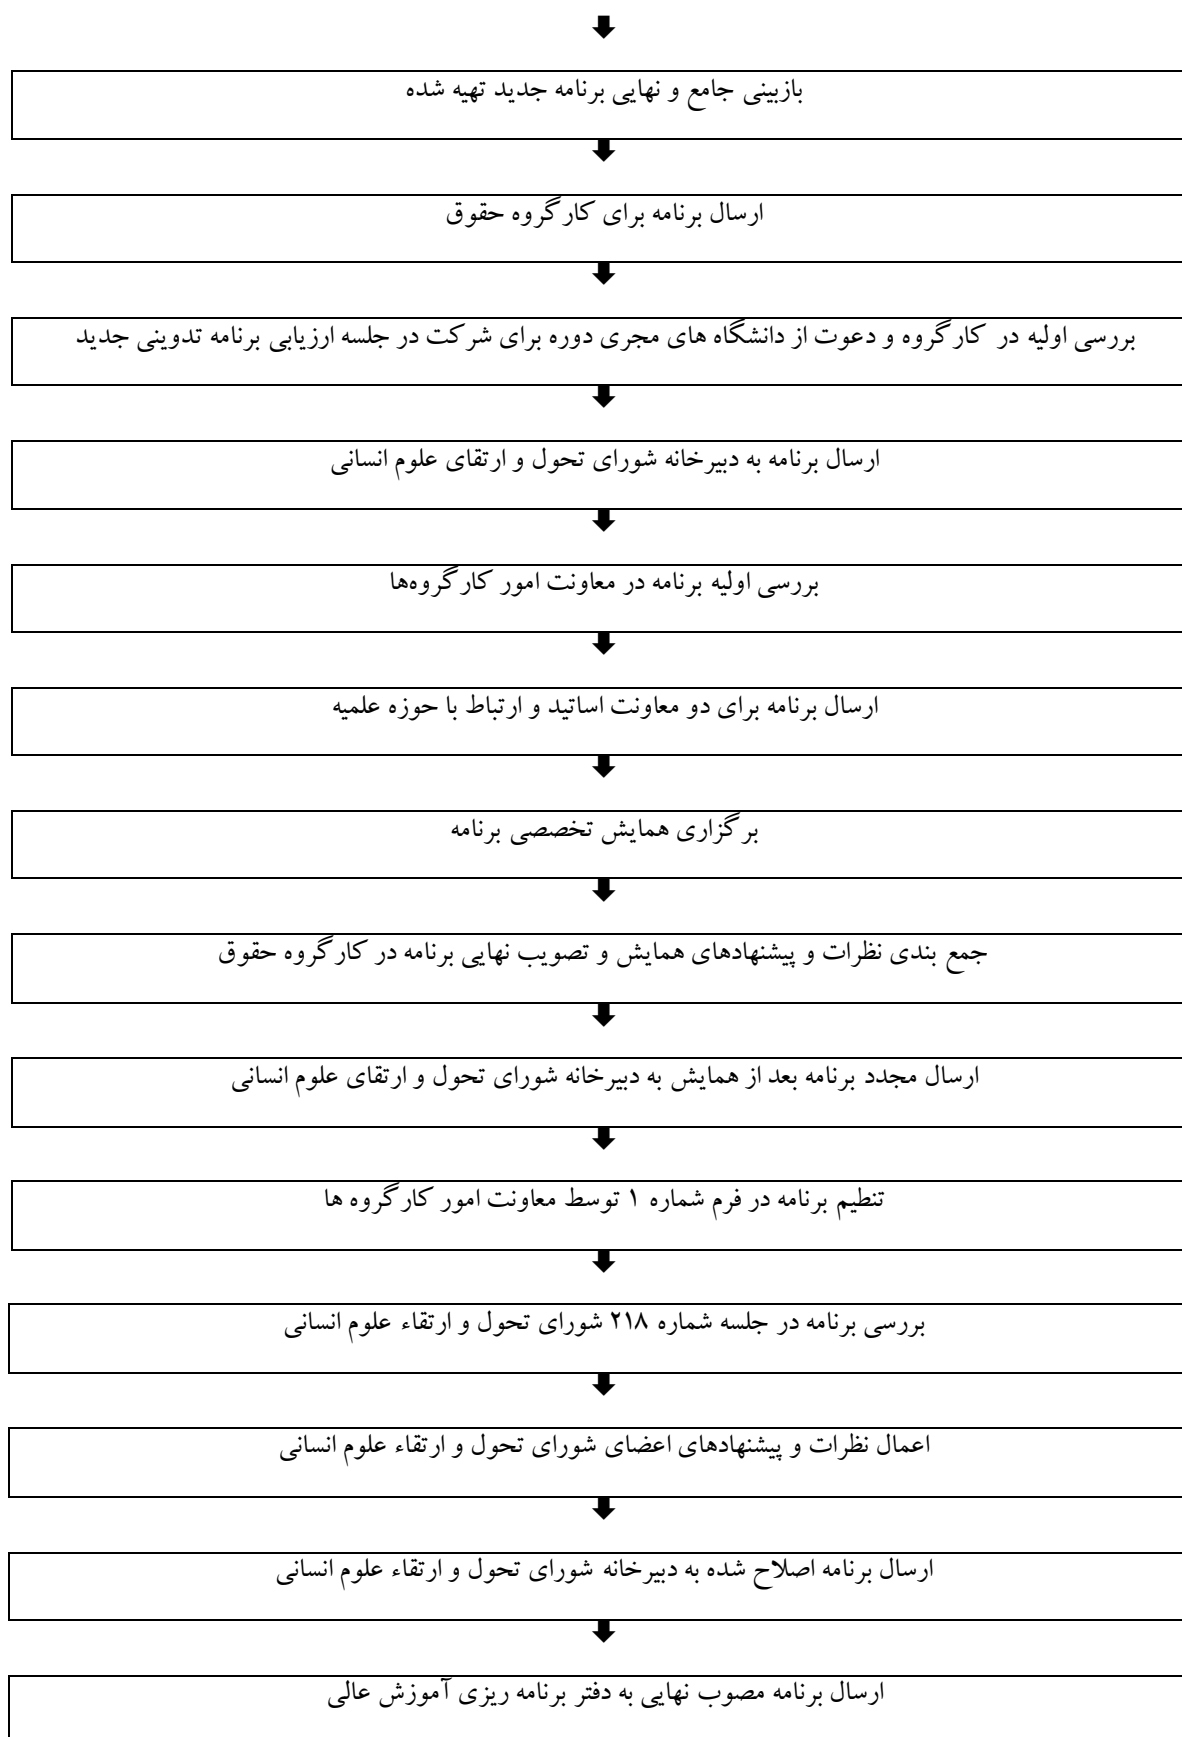 بازبینی جامع و نهایی برنامه جدید تهیه شده
ارسال برنامه برای کارگروه حقوق
بررسی اولیه در کارگروه و دعوت از دانشگاه های مجری دوره برای شرکت در جلسه ارزیابی برنامه تدوینی جدید
ارسال برنامه به دبیرخانه شورای تحول و ارتقای علوم انسانی
بررسی اولیه برنامه در معاونت امور کارگروه‌ها
ارسال برنامه برای دو معاونت اساتید و ارتباط با حوزه علمیه
برگزاری همایش تخصصی برنامه
جمع بندی نظرات و پیشنهادهای همایش و تصویب نهایی برنامه در کارگروه حقوق
ارسال مجدد برنامه بعد از همایش به دبیرخانه شورای تحول و ارتقای علوم انسانی
تنطیم برنامه در فرم شماره ۱ توسط معاونت امور کارگروه ها
بررسی برنامه در جلسه شماره ۲۱۸ شورای تحول و ارتقاء علوم انسانی
اعمال نظرات و پیشنهادهای اعضای شورای تحول و ارتقاء علوم انسانی
ارسال برنامه اصلاح شده به دبیرخانه شورای تحول و ارتقاء علوم انسانی
ارسال برنامه مصوب نهایی به دفتر برنامه ریزی آموزش عالی